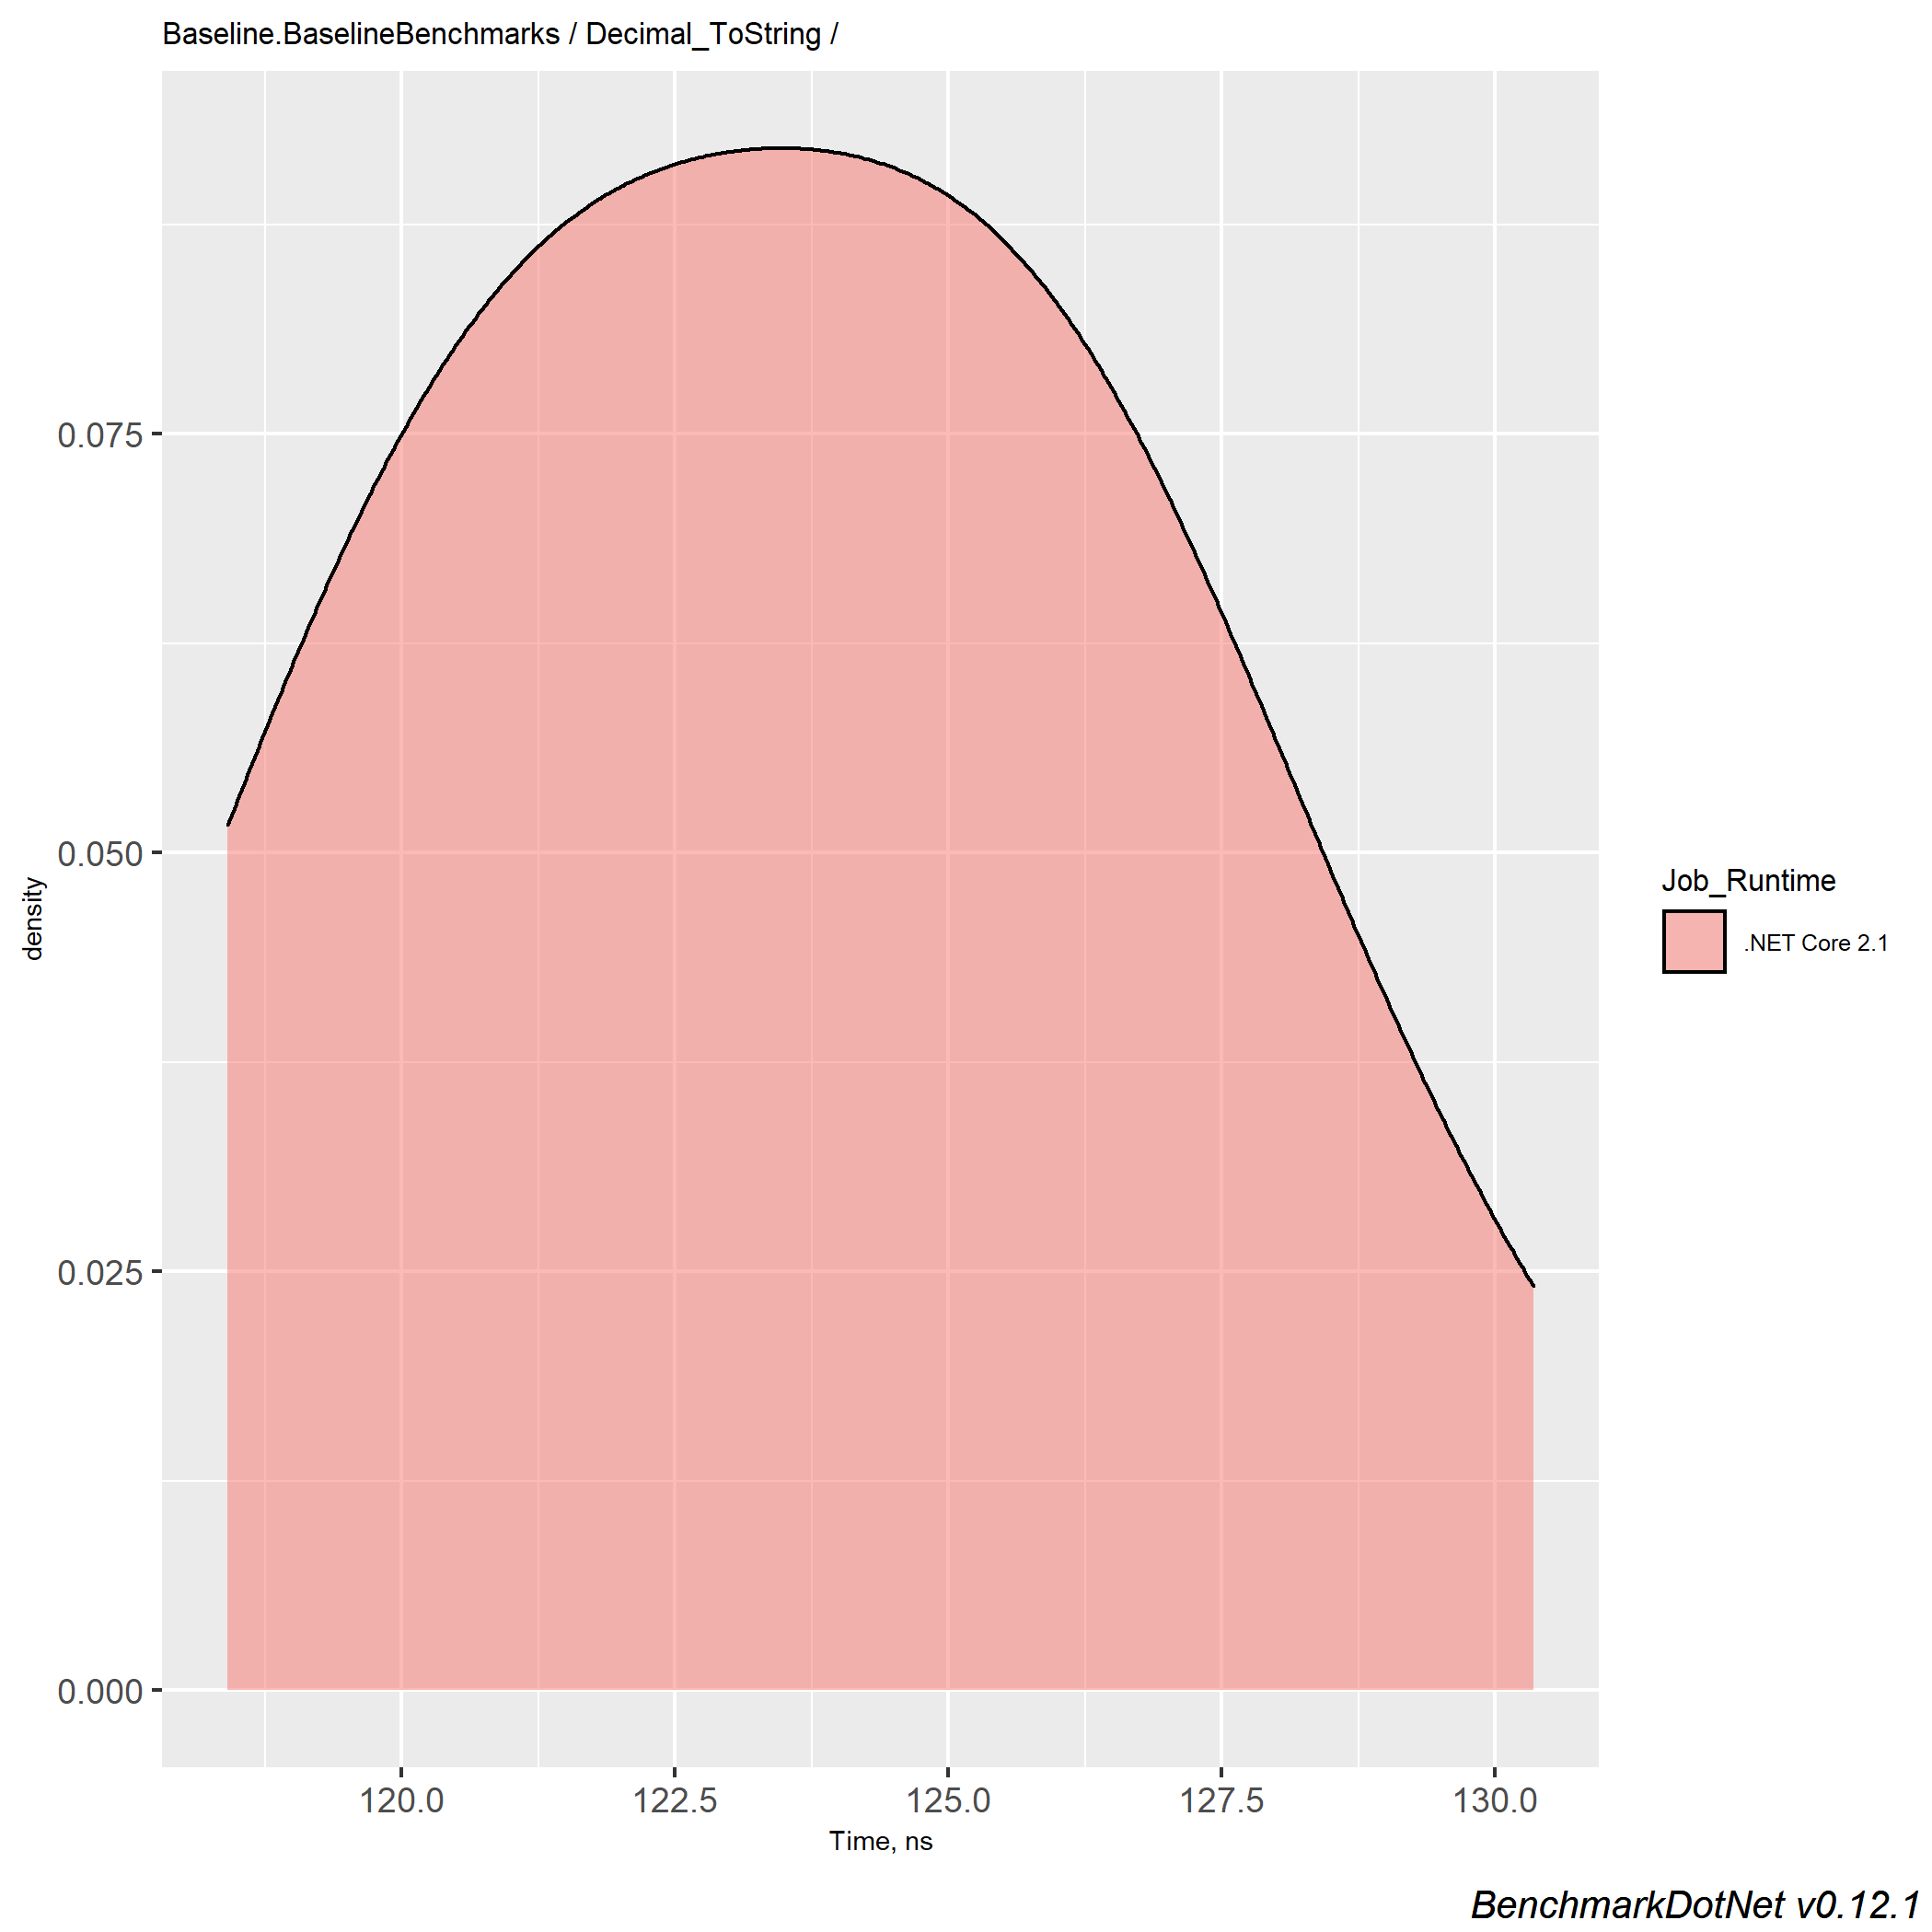 Baseline.BaselineBenchmarks / Decimal_ToString /
0.075
0.050
0.025
0.000
density
120.0 122.5 125.0 127.5 130.0
Time, ns
Job_Runtime
.NET Core 2.1
BenchmarkDotNet v0.12.1